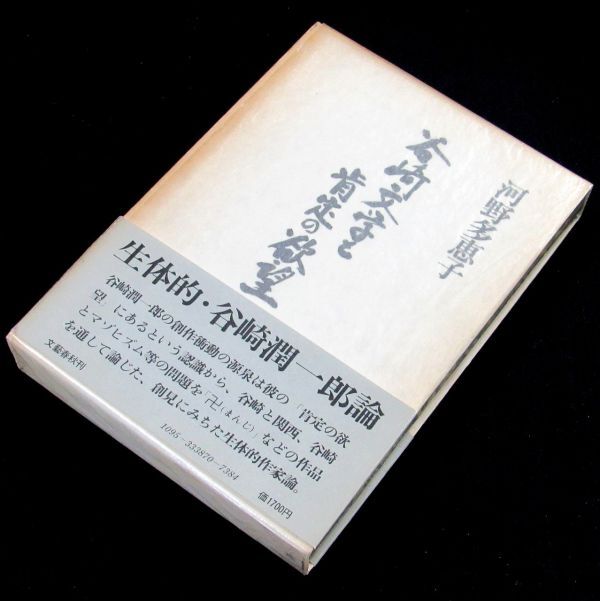 河野多恵子
谷崎文学と
肯定の欲望
生体的・谷崎潤一郎論
谷崎潤一郎の創作衝動の源泉は彼の「肯定の欲
望」にあるという認識から、谷崎と関西、谷崎
とマゾヒズム等の問題を「卍(まんじ)」などの作品
を通して論じた、創見にみちた生体的作家論。
文藝春秋刊
1095-333870-7384
価1700円